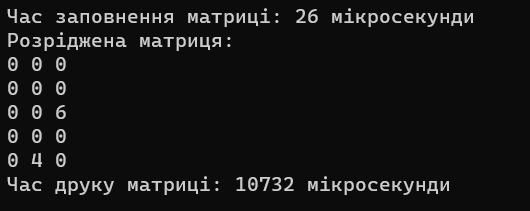 Час заповнення матриці: 26 мікросекунди
Розріджена матриця:
0 0 0
0 0 0
0 0 6
0 0 0
0 4 0
Час друку матриці: 10732 мікросекунди